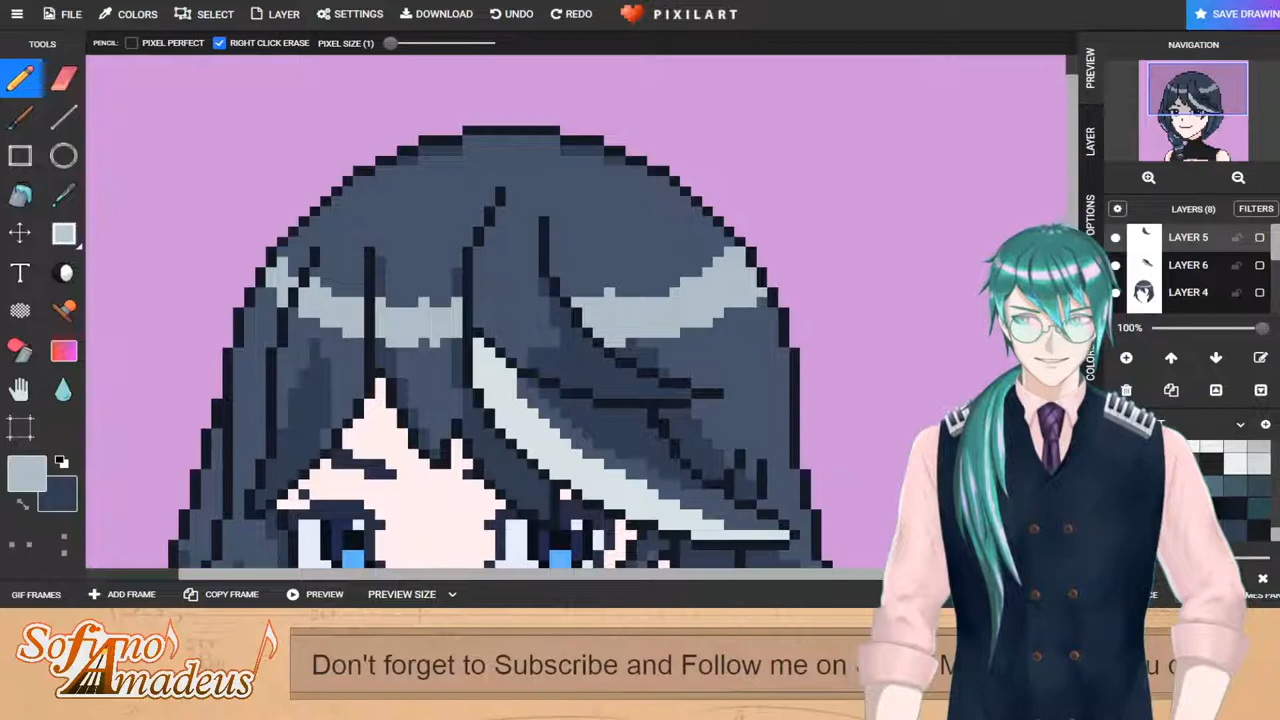 FILE COLORS SELECT LAYER SETTINGS DOWNLOAD UNDO REDO PIXILART SAVE DRAWIN
TOOLS PENCIL: PIXEL PERFECT RIGHT CLICK ERASE PIXEL SIZE (1) NAVIGATION
PREVIEW
LAYER
OPTIONS
LAYERS (8) FILTERS
LAYER 5
LAYER 6
LAYER 4
100%
GIF FRAMES ADD FRAME COPY FRAME PREVIEW PREVIEW SIZE
Sofiyno
Amadeus
Don't forget to Subscribe and Follow me on